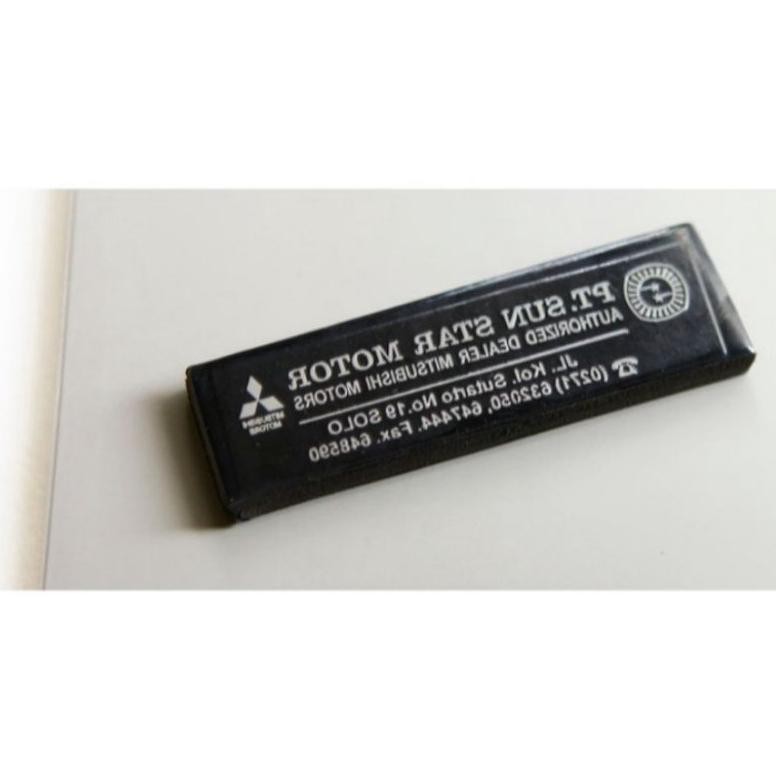 PT. SUN STAR MOTOR
AUTHORIZED DEALER MITSUBISHI MOTORS
JL. Kol. Sutarto No.19 SOLO
☎ (0271) 632050, 647444, Fax. 648590
MITSUBISHI
MOTORS